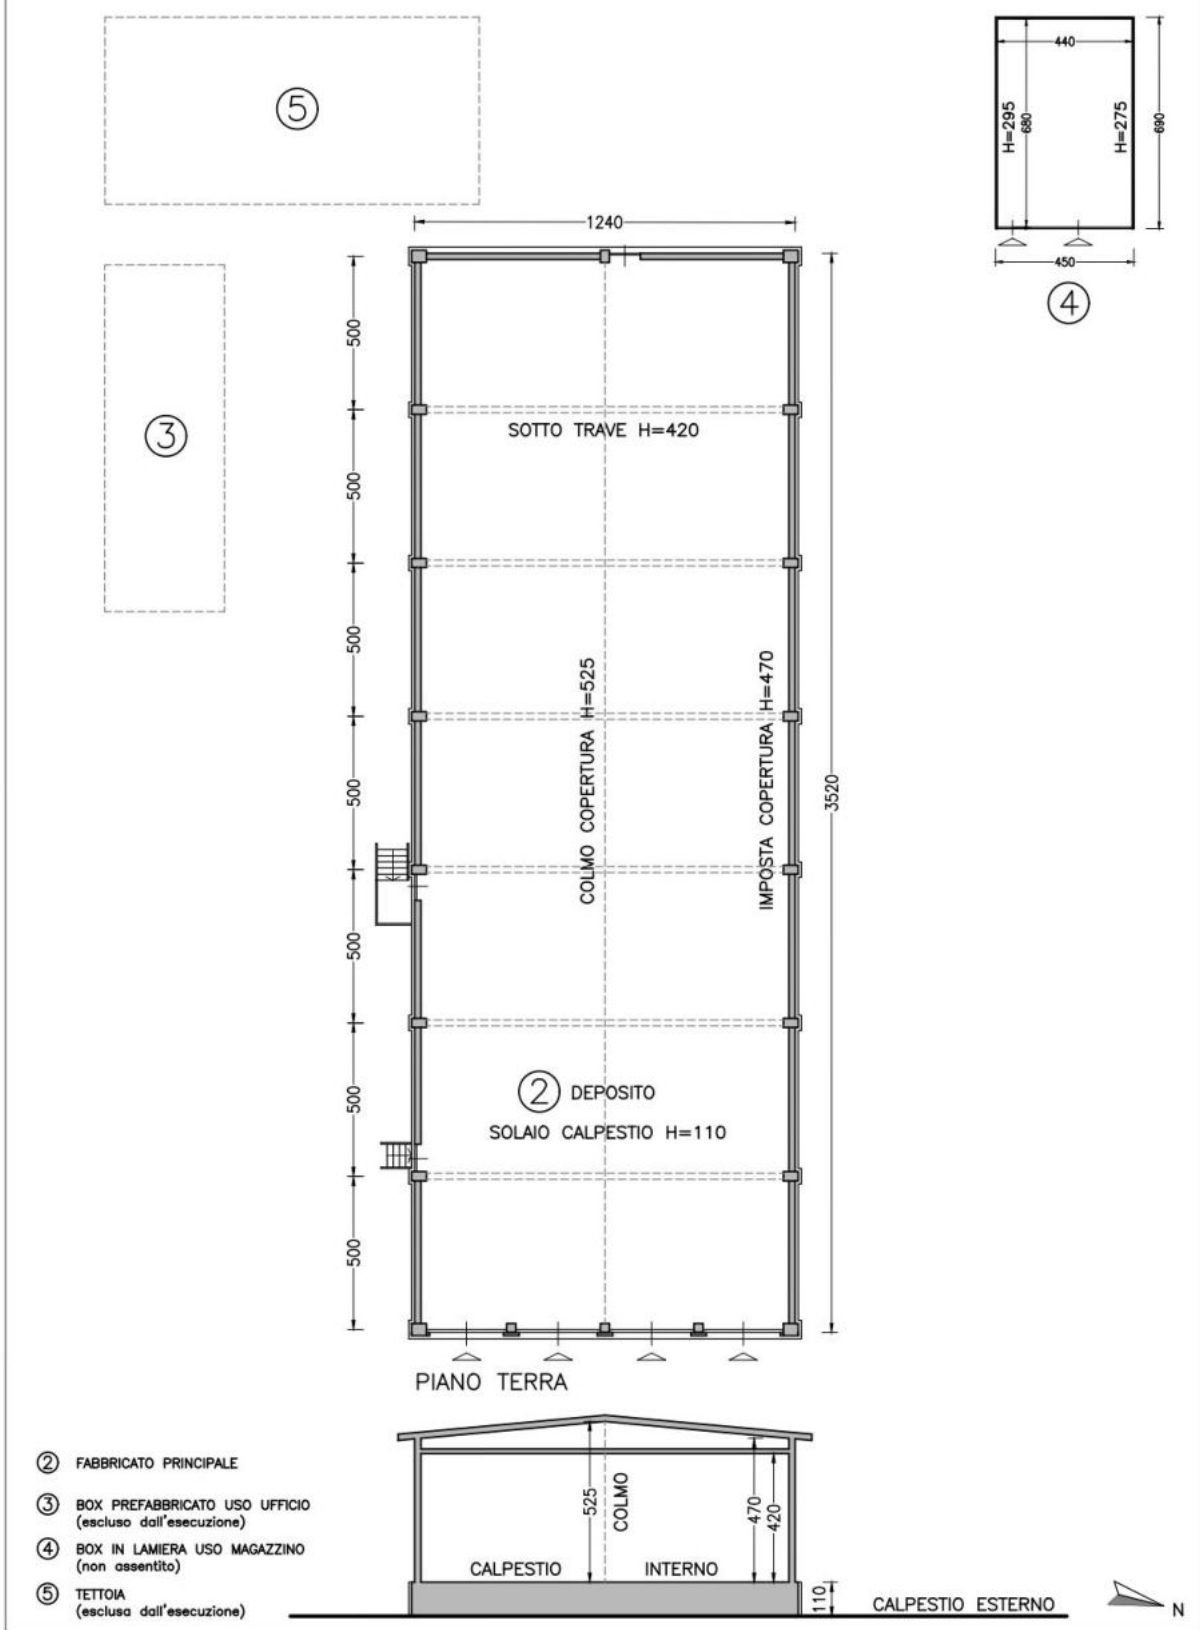 5
440
H=295
680
H=275
690
450
4
1240
500
3
SOTTO TRAVE H=420
500
500
COLMO COPERTURA H=525
IMPOSTA COPERTURA H=470
500
3520
500
2 DEPOSITO
SOLAIO CALPESTIO H=110
500
500
PIANO TERRA
2 FABBRICATO PRINCIPALE
3 BOX PREFABBRICATO USO UFFICIO
(escluso dall'esecuzione)
4 BOX IN LAMIERA USO MAGAZZINO
(non assentito)
5 TETTOIA
(esclusa dall'esecuzione)
525
COLMO
470
420
CALPESTIO INTERNO
110
CALPESTIO ESTERNO
N